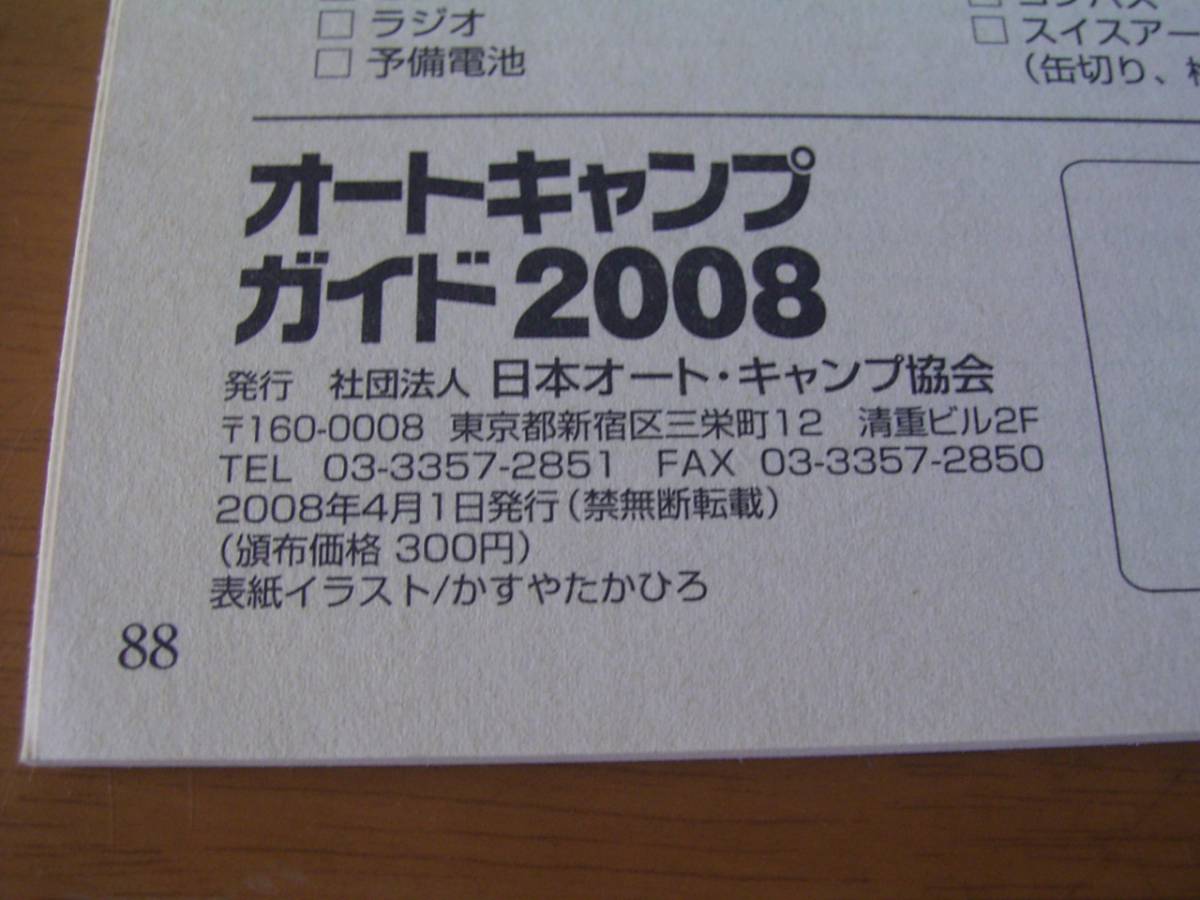 □ ラジオ
□ 予備電池
□ スイスアー
（缶切り、
オートキャンプ
ガイド2008
発行　社団法人 日本オート・キャンプ協会
〒160-0008 東京都新宿区三栄町12　清重ビル2F
TEL 03-3357-2851　FAX 03-3357-2850
2008年4月1日発行（禁無断転載）
（頒布価格 300円）
表紙イラスト/かすやたかひろ
88